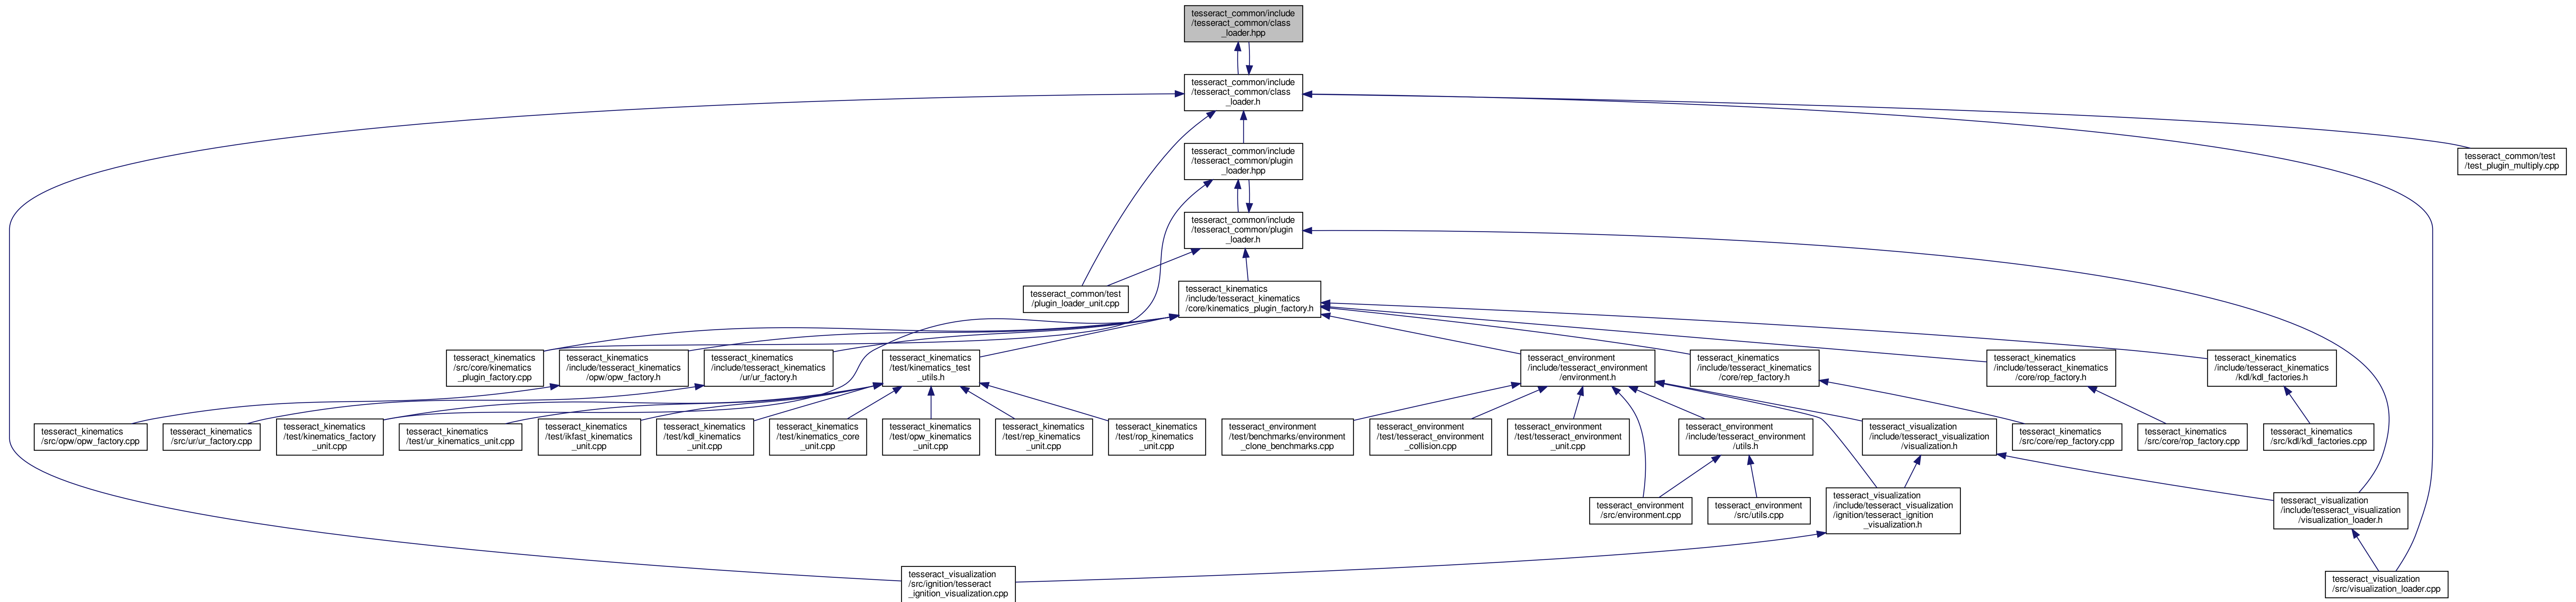 tesseract_common/include
/tesseract_common/class
_loader.hpp
tesseract_common/include
/tesseract_common/class
_loader.h
tesseract_common/include
/tesseract_common/plugin
_loader.hpp
tesseract_common/test
/test_plugin_multiply.cpp
tesseract_common/include
/tesseract_common/plugin
_loader.h
tesseract_common/test
/plugin_loader_unit.cpp
tesseract_kinematics
/include/tesseract_kinematics
/core/kinematics_plugin_factory.h
tesseract_kinematics
/src/core/kinematics
_plugin_factory.cpp
tesseract_kinematics
/include/tesseract_kinematics
/opw/opw_factory.h
tesseract_kinematics
/include/tesseract_kinematics
/ur/ur_factory.h
tesseract_kinematics
/test/kinematics_test
_utils.h
tesseract_environment
/include/tesseract_environment
/environment.h
tesseract_kinematics
/include/tesseract_kinematics
/core/rep_factory.h
tesseract_kinematics
/include/tesseract_kinematics
/core/rop_factory.h
tesseract_kinematics
/include/tesseract_kinematics
/kdl/kdl_factories.h
tesseract_kinematics
/src/opw/opw_factory.cpp
tesseract_kinematics
/src/ur/ur_factory.cpp
tesseract_kinematics
/test/kinematics_factory
_unit.cpp
tesseract_kinematics
/test/ur_kinematics_unit.cpp
tesseract_kinematics
/test/ikfast_kinematics
_unit.cpp
tesseract_kinematics
/test/kdl_kinematics
_unit.cpp
tesseract_kinematics
/test/kinematics_core
_unit.cpp
tesseract_kinematics
/test/opw_kinematics
_unit.cpp
tesseract_kinematics
/test/rep_kinematics
_unit.cpp
tesseract_kinematics
/test/rop_kinematics
_unit.cpp
tesseract_environment
/test/benchmarks/environment
_clone_benchmarks.cpp
tesseract_environment
/test/tesseract_environment
_collision.cpp
tesseract_environment
/test/tesseract_environment
_unit.cpp
tesseract_environment
/include/tesseract_environment
/utils.h
tesseract_visualization
/include/tesseract_visualization
/visualization.h
tesseract_kinematics
/src/core/rep_factory.cpp
tesseract_kinematics
/src/core/rop_factory.cpp
tesseract_kinematics
/src/kdl/kdl_factories.cpp
tesseract_environment
/src/environment.cpp
tesseract_environment
/src/utils.cpp
tesseract_visualization
/include/tesseract_visualization
/ignition/tesseract_ignition
_visualization.h
tesseract_visualization
/include/tesseract_visualization
/visualization_loader.h
tesseract_visualization
/src/ignition/tesseract
_ignition_visualization.cpp
tesseract_visualization
/src/visualization_loader.cpp